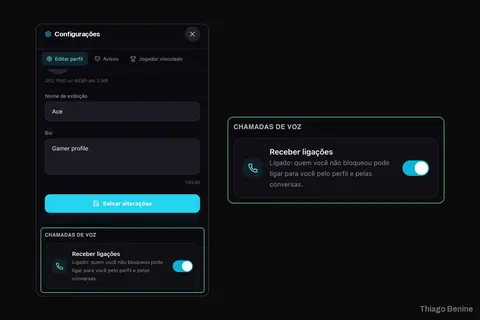 Configurações
Editar perfil
Avisos
Jogador vinculado
JPG, PNG ou WEBP até 1 MB
Nome de exibição
Ace
Bio
Gamer profile
Salvar alterações
CHAMADAS DE VOZ
Receber ligações
Ligado: quem você não bloqueou pode
ligar para você pelo perfil e pelas
conversas.
CHAMADAS DE VOZ
Receber ligações
Ligado: quem você não bloqueou pode
ligar para você pelo perfil e pelas
conversas.
Thiago Benine